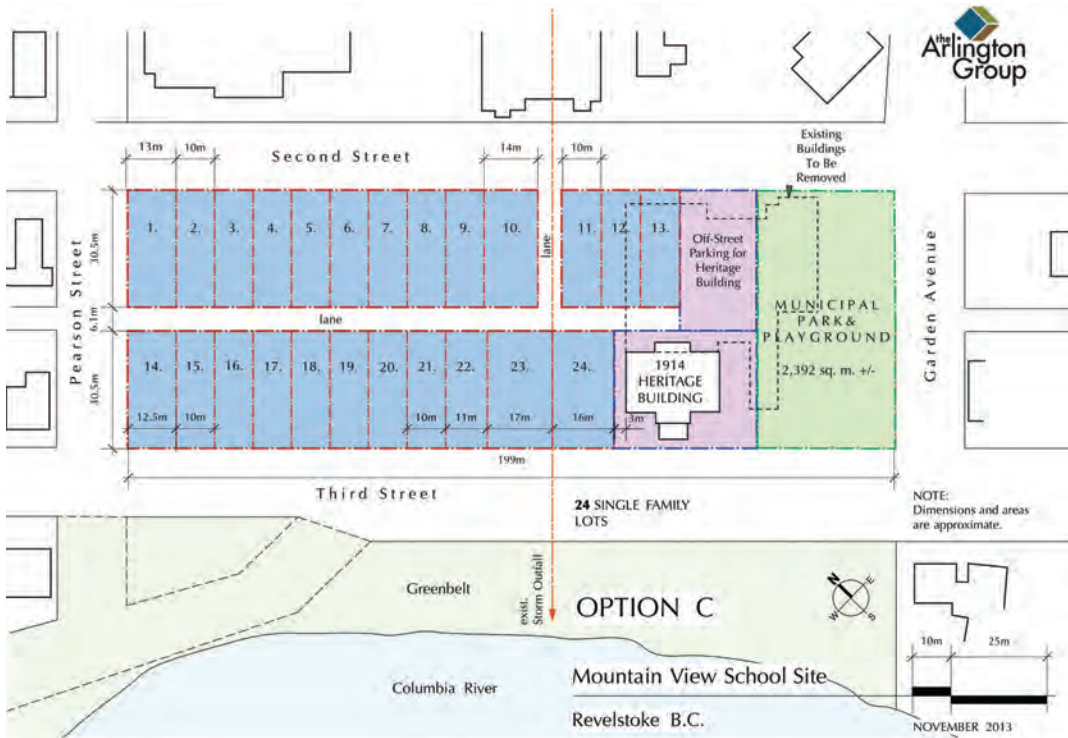 the
Arlington
Group
13m
10m
Second Street
14m
10m
Existing
Buildings
To Be
Removed
Pearson Street
30.5m
6.1m
30.5m
1.
2.
3.
4.
5.
6.
7.
8.
9.
10.
lane
11.
12.
13.
Off-Street
Parking for
Heritage
Building
Garden Avenue
lane
MUNICIPAL
PARK &
PLAYGROUND
2,392 sq. m. +/-
14.
15.
16.
17.
18.
19.
20.
21.
22.
23.
24.
1914
HERITAGE
BUILDING
12.5m
10m
10m
11m
17m
16m
3m
199m
Third Street
24 SINGLE FAMILY
LOTS
NOTE:
Dimensions and areas
are approximate.
Greenbelt
exist.
Storm Outfall
OPTION C
N
E
W
S
10m
25m
Columbia River
Mountain View School Site
Revelstoke B.C.
NOVEMBER 2013